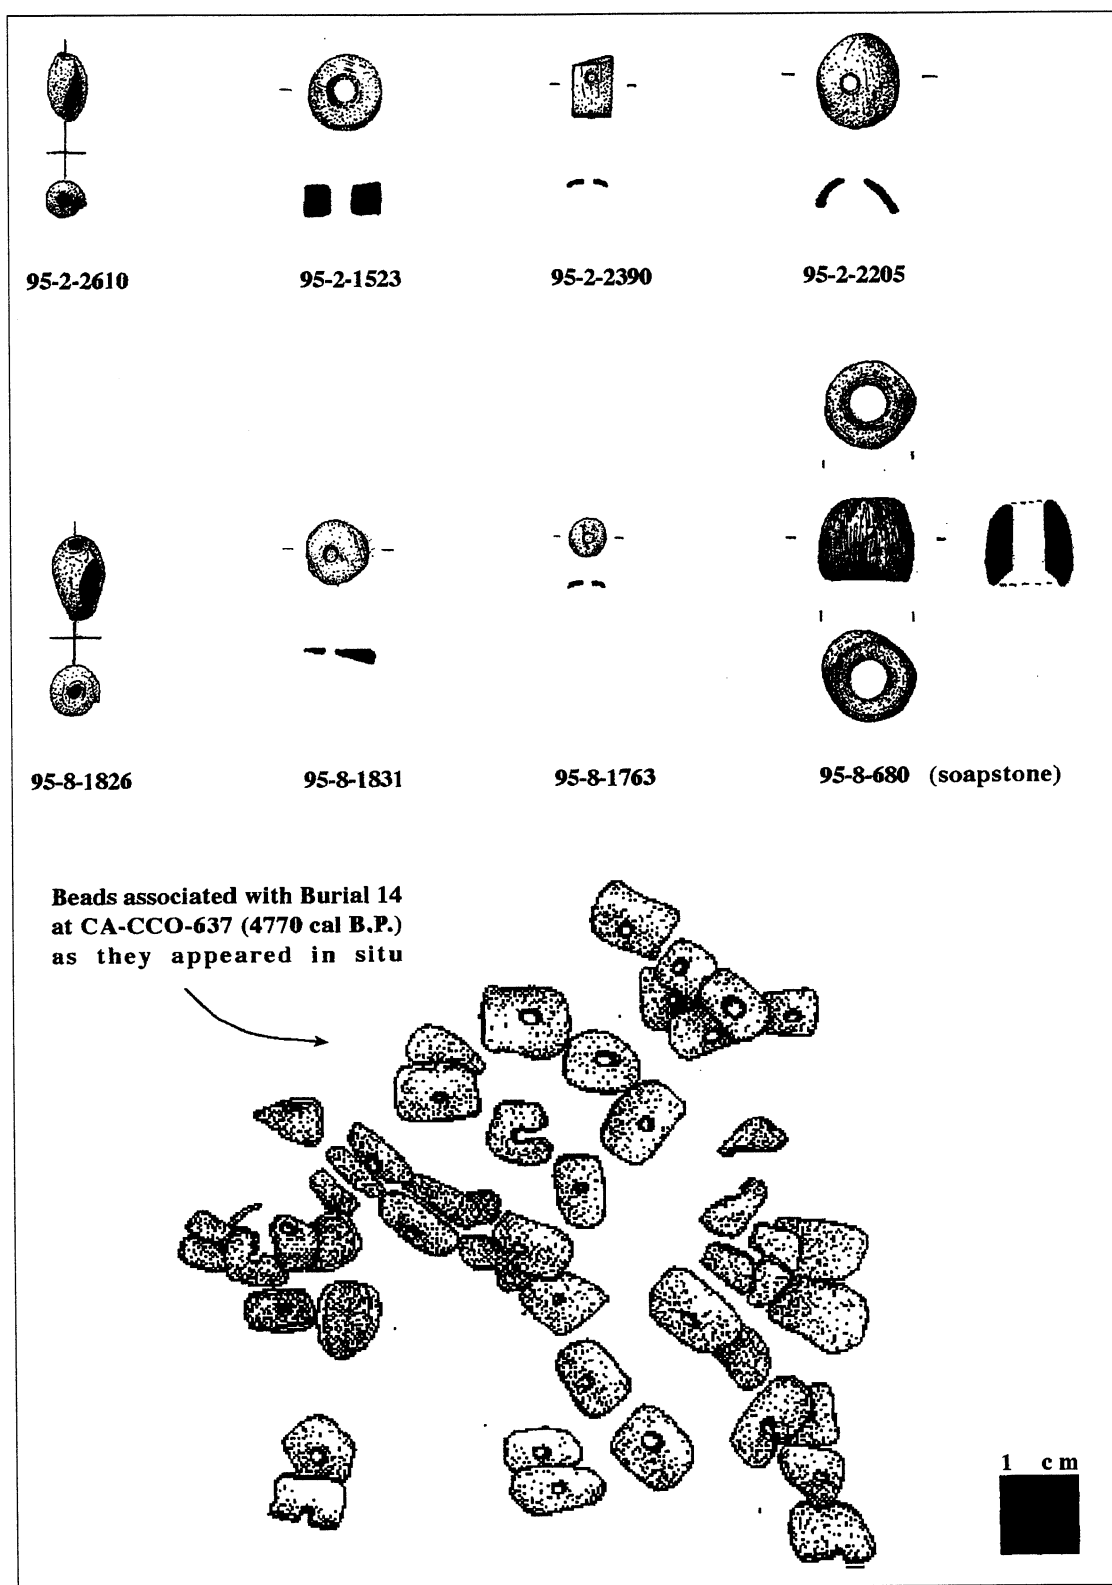 95-2-2610 95-2-1523 95-2-2390 95-2-2205
95-8-1826 95-8-1831 95-8-1763 95-8-680 (soapstone)
Beads associated with Burial 14
at CA-CCO-637 (4770 cal B.P.)
as they appeared in situ
1 cm